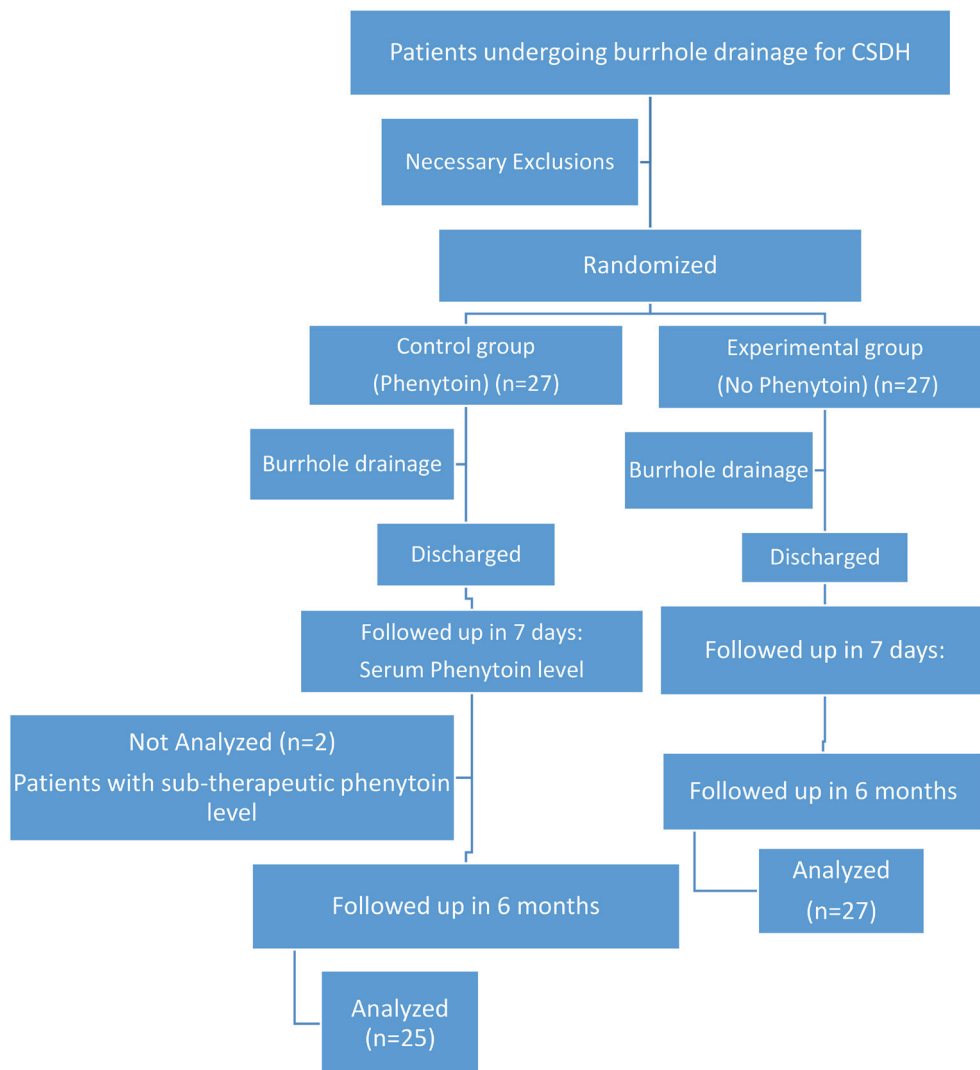 Patients undergoing burrhole drainage for CSDH
Necessary Exclusions
Randomized
Control group
(Phenytoin) (n=27)
Experimental group
(No Phenytoin) (n=27)
Burrhole drainage
Burrhole drainage
Discharged
Discharged
Followed up in 7 days:
Serum Phenytoin level
Followed up in 7 days:
Not Analyzed (n=2)
Patients with sub-therapeutic phenytoin
level
Followed up in 6 months
Followed up in 6 months
Analyzed
(n=27)
Analyzed
(n=25)